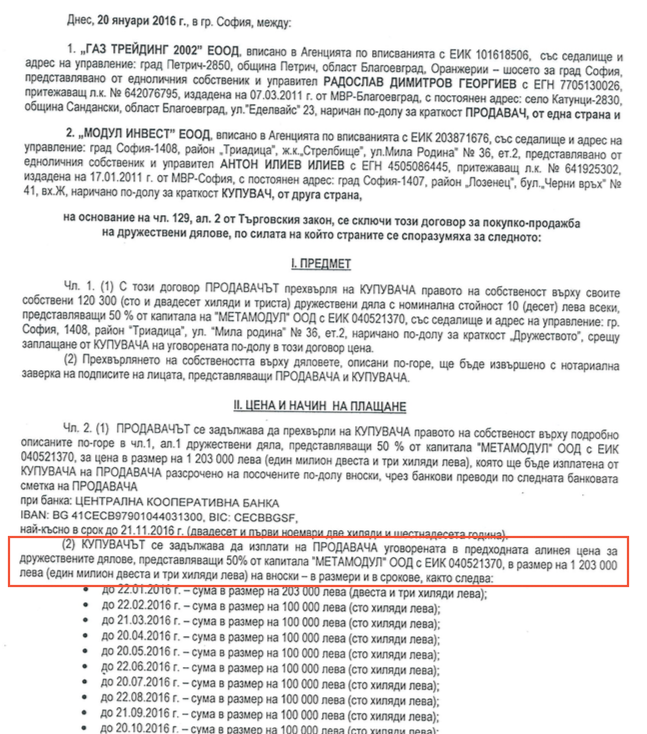 Днес, 20 януари 2016 г., в гр. София, между:
1. „ГАЗ ТРЕЙДИНГ 2002” ЕООД, вписано в Агенцията по вписванията с ЕИК 101618506, със седалище и
адрес на управление: град Петрич-2850, община Петрич, област Благоевград, Оранжерии – шосето за град София,
представлявано от едноличния собственик и управител РАДОСЛАВ ДИМИТРОВ ГЕОРГИЕВ с ЕГН 7705130026,
притежаващ л.к. № 642076795, издадена на 07.03.2011 г. от МВР-Благоевград, с постоянен адрес: село Катунци-2830,
община Сандански, област Благоевград, ул."Еделвайс" 23, наричано по-долу за краткост ПРОДАВАЧ, от една страна и
2. „МОДУЛ ИНВЕСТ” ЕООД, вписано в Агенцията по вписванията с ЕИК 203871676, със седалище и адрес на
управление: град София-1408, район „Триадица”, ж.к.„Стрелбище”, ул.Мила Родина” № 36, ет.2, представлявано от
едноличния собственик и управител АНТОН ИЛИЕВ ИЛИЕВ с ЕГН 4505086445, притежаващ л.к. № 641925302,
издадена на 17.01.2011 г. от МВР-София, с постоянен адрес: град София-1407, район „Лозенец”, бул.„Черни връх” №
41, вх.Ж, наричано по-долу за краткост КУПУВАЧ, от друга страна,
на основание на чл. 129, ал. 2 от Търговския закон, се сключи този договор за покупко-продажба
на дружествени дялове, по силата на който страните се споразумяха за следното:
I. ПРЕДМЕТ
Чл. 1. (1) С този договор ПРОДАВАЧЪТ прехвърля на КУПУВАЧА правото на собственост върху своите
собствени 120 300 (сто и двадесет хиляди и триста) дружествени дяла с номинална стойност 10 (десет) лева всеки,
представляващи 50 % от капитала на "МЕТАМОДУЛ" ООД с ЕИК 040521370, със седалище и адрес на управление: гр.
София, 1408, район "Триадица", ул. "Мила родина" № 36, ет.2, наричано по-долу за краткост „Дружеството”, срещу
заплащане от КУПУВАЧА на уговорената по-долу в този договор цена.
(2) Прехвърлянето на собствеността върху дяловете, описани по-горе, ще бъде извършено с нотариална
заверка на подписите на лицата, представляващи ПРОДАВАЧА и КУПУВАЧА.
II. ЦЕНА И НАЧИН НА ПЛАЩАНЕ
Чл. 2. (1) ПРОДАВАЧЪТ се задължава да прехвърли на КУПУВАЧА правото на собственост върху подробно
описаните по-горе в чл.1, ал.1 дружествени дяла, представляващи 50 % от капитала "МЕТАМОДУЛ" ООД с ЕИК
040521370, за цена в размер на 1 203 000 лева (един милион двеста и три хиляди лева), която ще бъде изплатена от
КУПУВАЧА на ПРОДАВАЧА разсрочено по посочените по-долу вноски, чрез банкови преводи по следната банковата
сметка на ПРОДАВАЧА
при банка: ЦЕНТРАЛНА КООПЕРАТИВНА БАНКА
IBAN: BG 41CECB97901044031300, BIC: CECBBGSF,
най-късно в срок до 21.11.2016 г. (двадесет и първи ноември две хиляди и шестнадесета година).
(2) КУПУВАЧЪТ се задължава да изплати на ПРОДАВАЧА уговорената в предходната алинея цена за
дружествените дялове, представляващи 50% от капитала "МЕТАМОДУЛ" ООД с ЕИК 040521370, в размер на 1 203 000
лева (един милион двеста и три хиляди лева) на вноски – в размери и в срокове, както следва:
• до 22.01.2016 г. – сума в размер на 203 000 лева (двеста и три хиляди лева);
• до 22.02.2016 г. – сума в размер на 100 000 лева (сто хиляди лева);
• до 21.03.2016 г. – сума в размер на 100 000 лева (сто хиляди лева);
• до 20.04.2016 г. – сума в размер на 100 000 лева (сто хиляди лева);
• до 20.05.2016 г. – сума в размер на 100 000 лева (сто хиляди лева);
• до 22.06.2016 г. – сума в размер на 100 000 лева (сто хиляди лева);
• до 20.07.2016 г. – сума в размер на 100 000 лева (сто хиляди лева);
• до 22.08.2016 г. – сума в размер на 100 000 лева (сто хиляди лева);
• до 21.09.2016 г. – сума в размер на 100 000 лева (сто хиляди лева);
• до 20.10.2016 г. – сума в размер на 100 000 лева (сто хиляди лева);